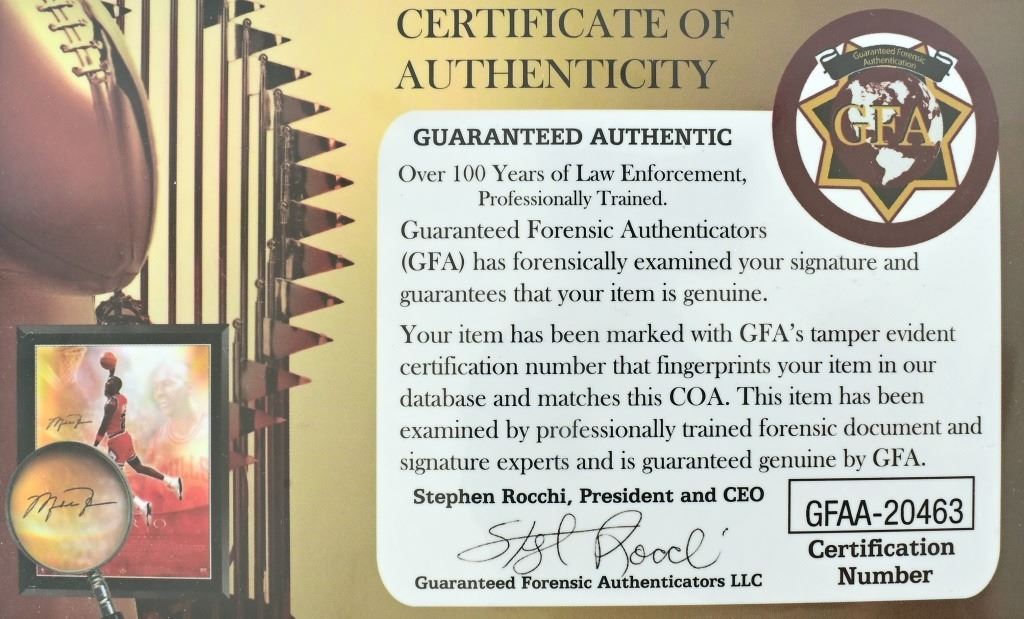 CERTIFICATE OF
AUTHENTICITY
Guaranteed Forensic
Authentication
GFA
GUARANTEED AUTHENTIC
Over 100 Years of Law Enforcement,
Professionally Trained.
Guaranteed Forensic Authenticators
(GFA) has forensically examined your signature and
guarantees that your item is genuine.
Your item has been marked with GFA's tamper evident
certification number that fingerprints your item in our
database and matches this COA. This item has been
examined by professionally trained forensic document and
signature experts and is guaranteed genuine by GFA.
Stephen Rocchi, President and CEO
Guaranteed Forensic Authenticators LLC
GFAA-20463
Certification
Number